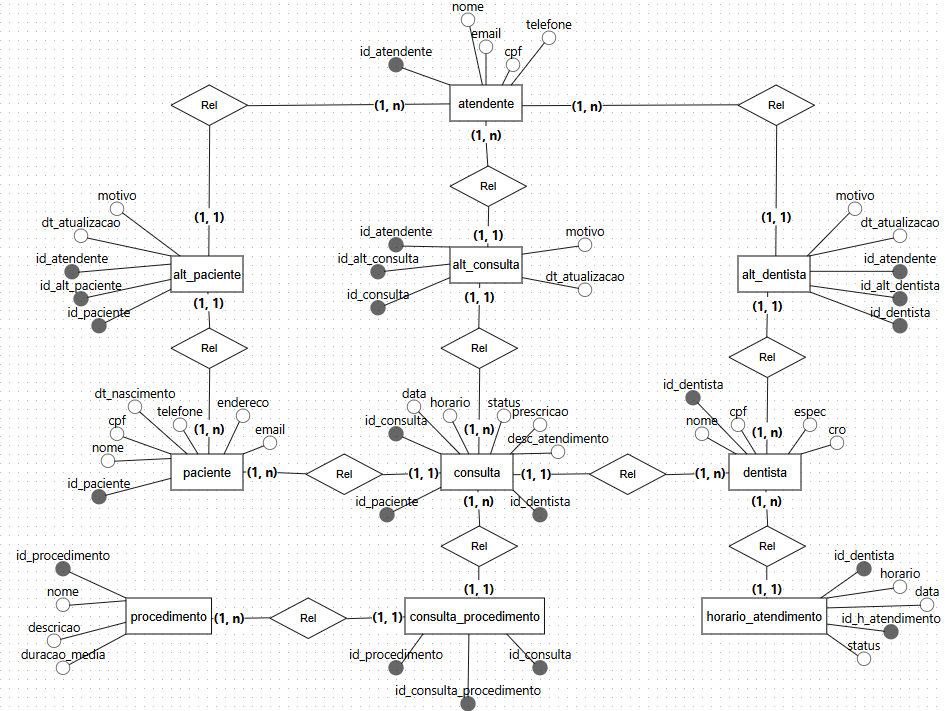 nome
telefone
email
id_atendente
cpf
Rel
(1, n)
atendente
(1, n)
Rel
(1, n)
Rel
motivo
motivo
(1, 1)
(1, 1)
dt_atualizacao
dt_atualizacao
id_atendente
motivo
(1, 1)
id_atendente
id_alt_consulta
id_atendente
alt_paciente
alt_consulta
alt_dentista
dt_atualizacao
id_alt_paciente
id_alt_dentista
id_consulta
(1, 1)
(1, 1)
(1, 1)
id_paciente
id_dentista
Rel
Rel
Rel
id_dentista
dt_nascimento
data
endereco
horario
status
telefone
prescricao
cpf
cpf
espec
id_consulta
nome
(1, n)
email
(1, n)
(1, n)
cro
nome
desc_atendimento
paciente
(1, n)
Rel
(1, 1)
consulta
(1, 1)
Rel
(1, n)
dentista
id_paciente
id_paciente
(1, n)
id_dentista
(1, n)
Rel
Rel
id_procedimento
id_dentista
horario
nome
(1, 1)
(1, 1)
data
procedimento
(1, n)
Rel
(1, 1)
consulta_procedimento
horario_atendimento
id_h_atendimento
descricao
status
duracao_media
id_procedimento
id_consulta
id_consulta_procedimento